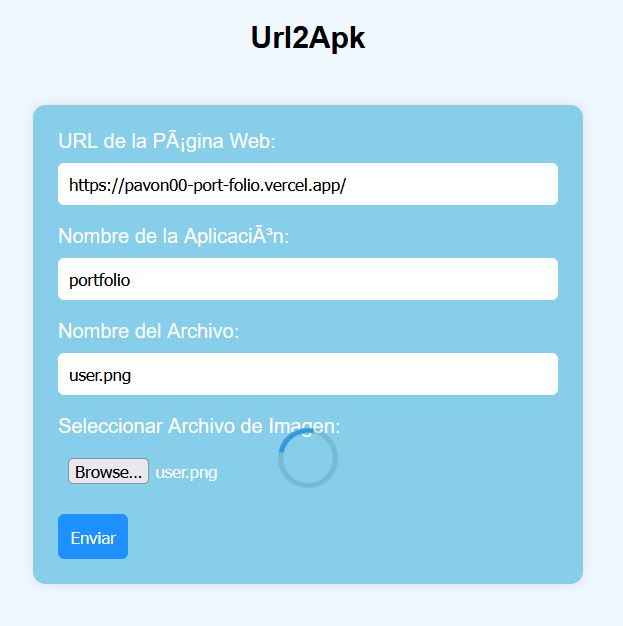 Url2Apk
URL de la PÃ¡gina Web:
https://pavon00-port-folio.vercel.app/
Nombre de la AplicaciÃ³n:
portfolio
Nombre del Archivo:
user.png
Seleccionar Archivo de Imagen:
Browse... user.png
Enviar